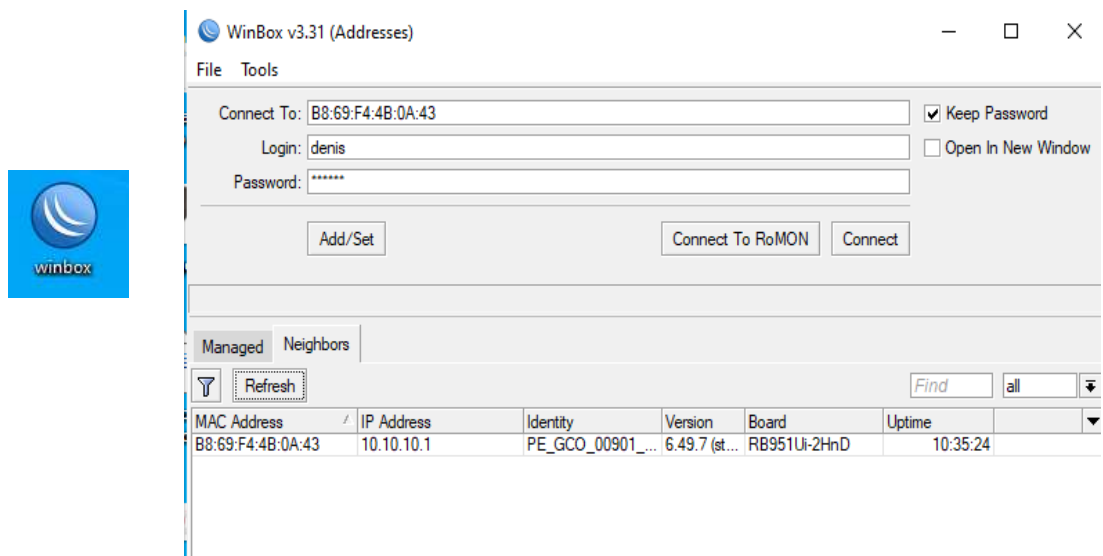 winbox
WinBox v3.31 (Addresses)
File Tools
Connect To: B8:69:F4:4B:0A:43 Keep Password
Login: denis Open In New Window
Password: ******
Add/Set Connect To RoMON Connect
Managed Neighbors
Refresh Find all
MAC Address IP Address Identity Version Board Uptime
B8:69:F4:4B:0A:43 10.10.10.1 PE_GCO_00901_... 6.49.7 (st... RB951Ui-2HnD 10:35:24